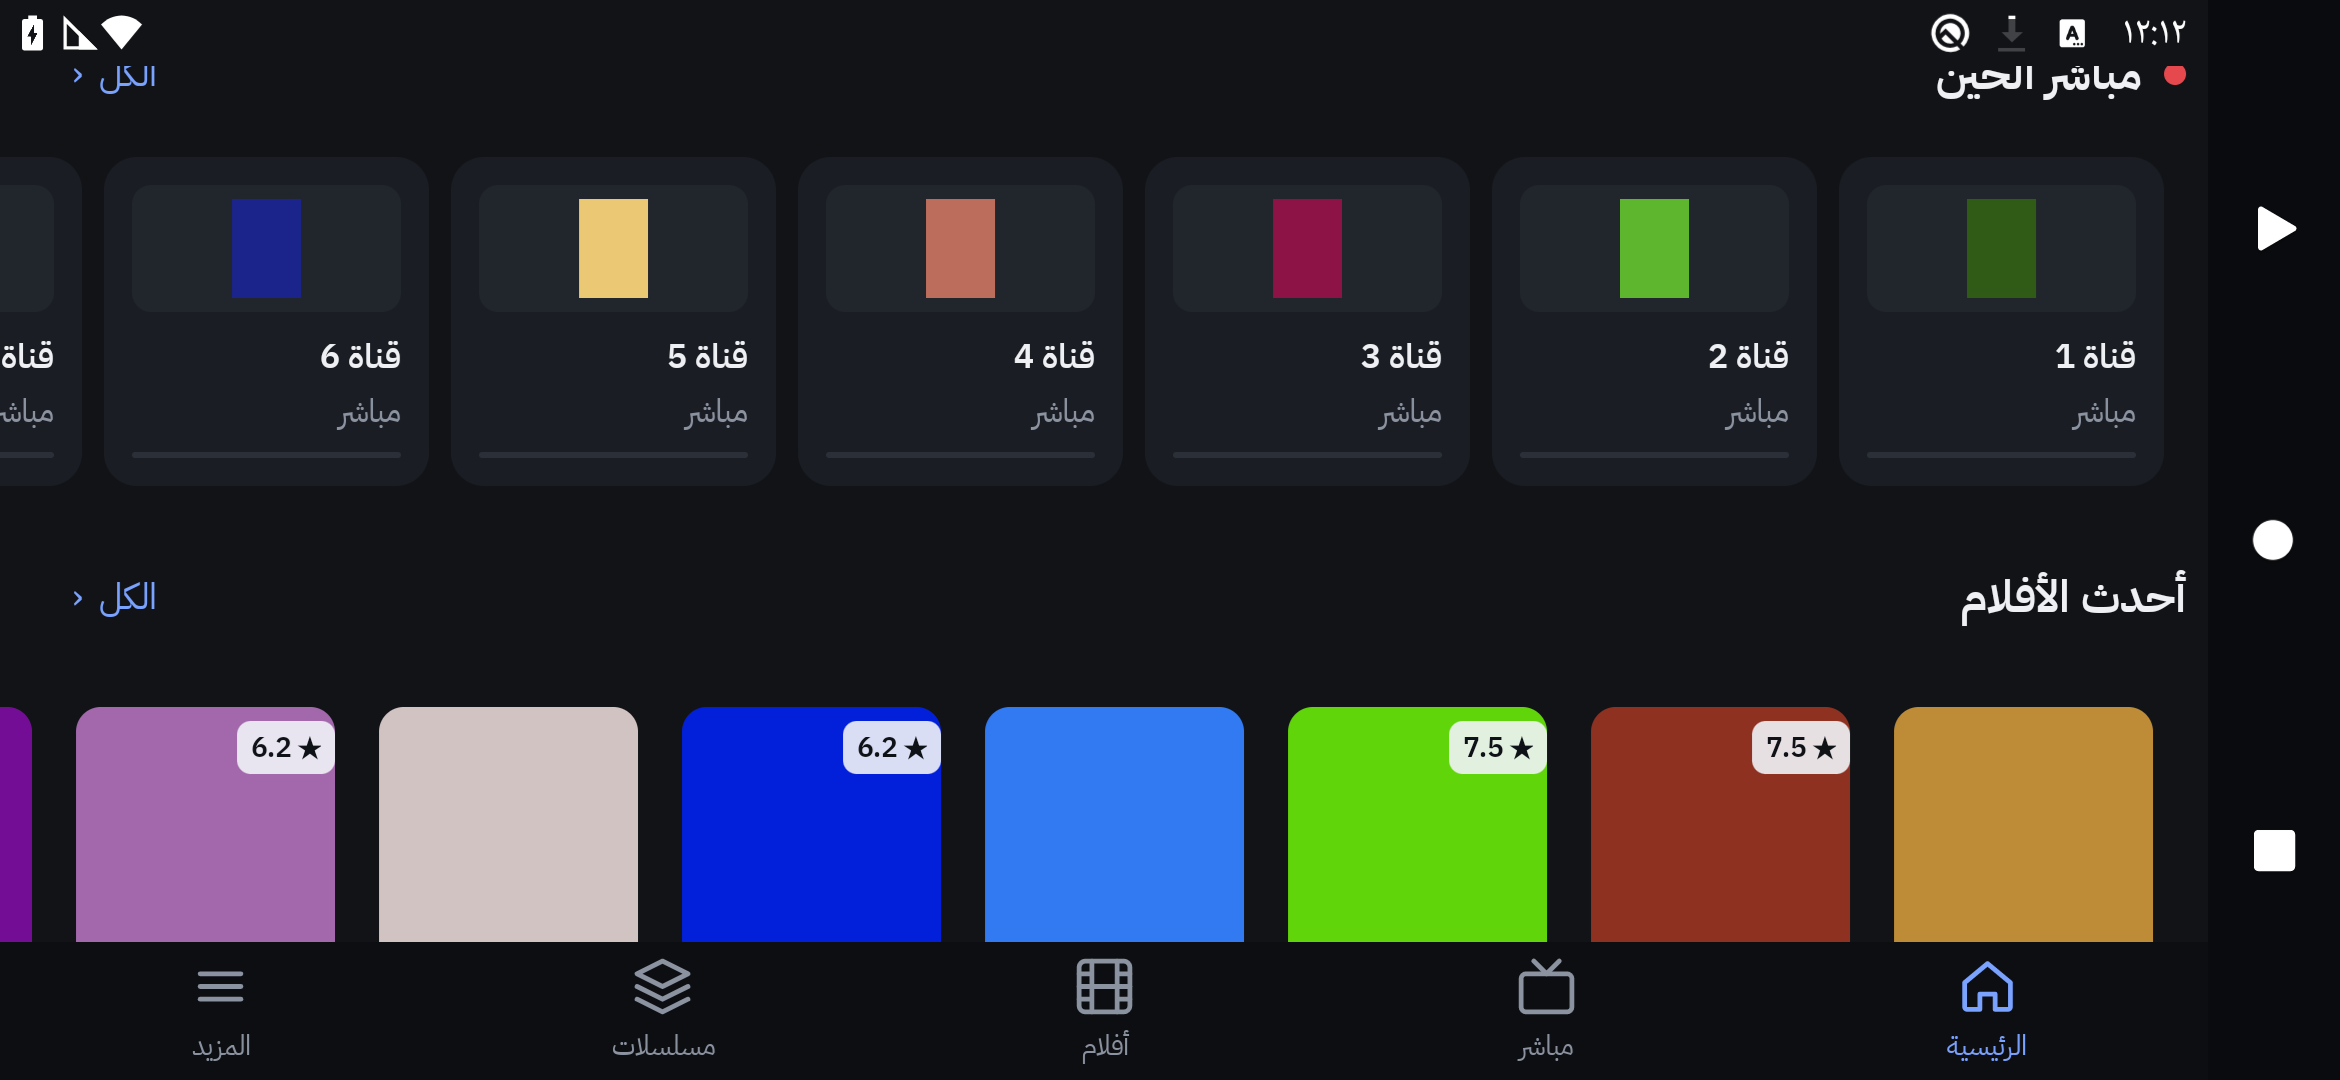 ١٢:١٢
مباشر الحين
الكل ‹
قناة 1
مباشر
قناة 2
مباشر
قناة 3
مباشر
قناة 4
مباشر
قناة 5
مباشر
قناة 6
مباشر
قناة
مباشر
أحدث الأفلام
الكل ‹
★ 7.5
★ 7.5
★ 6.2
★ 6.2
الرئيسية
مباشر
أفلام
مسلسلات
المزيد